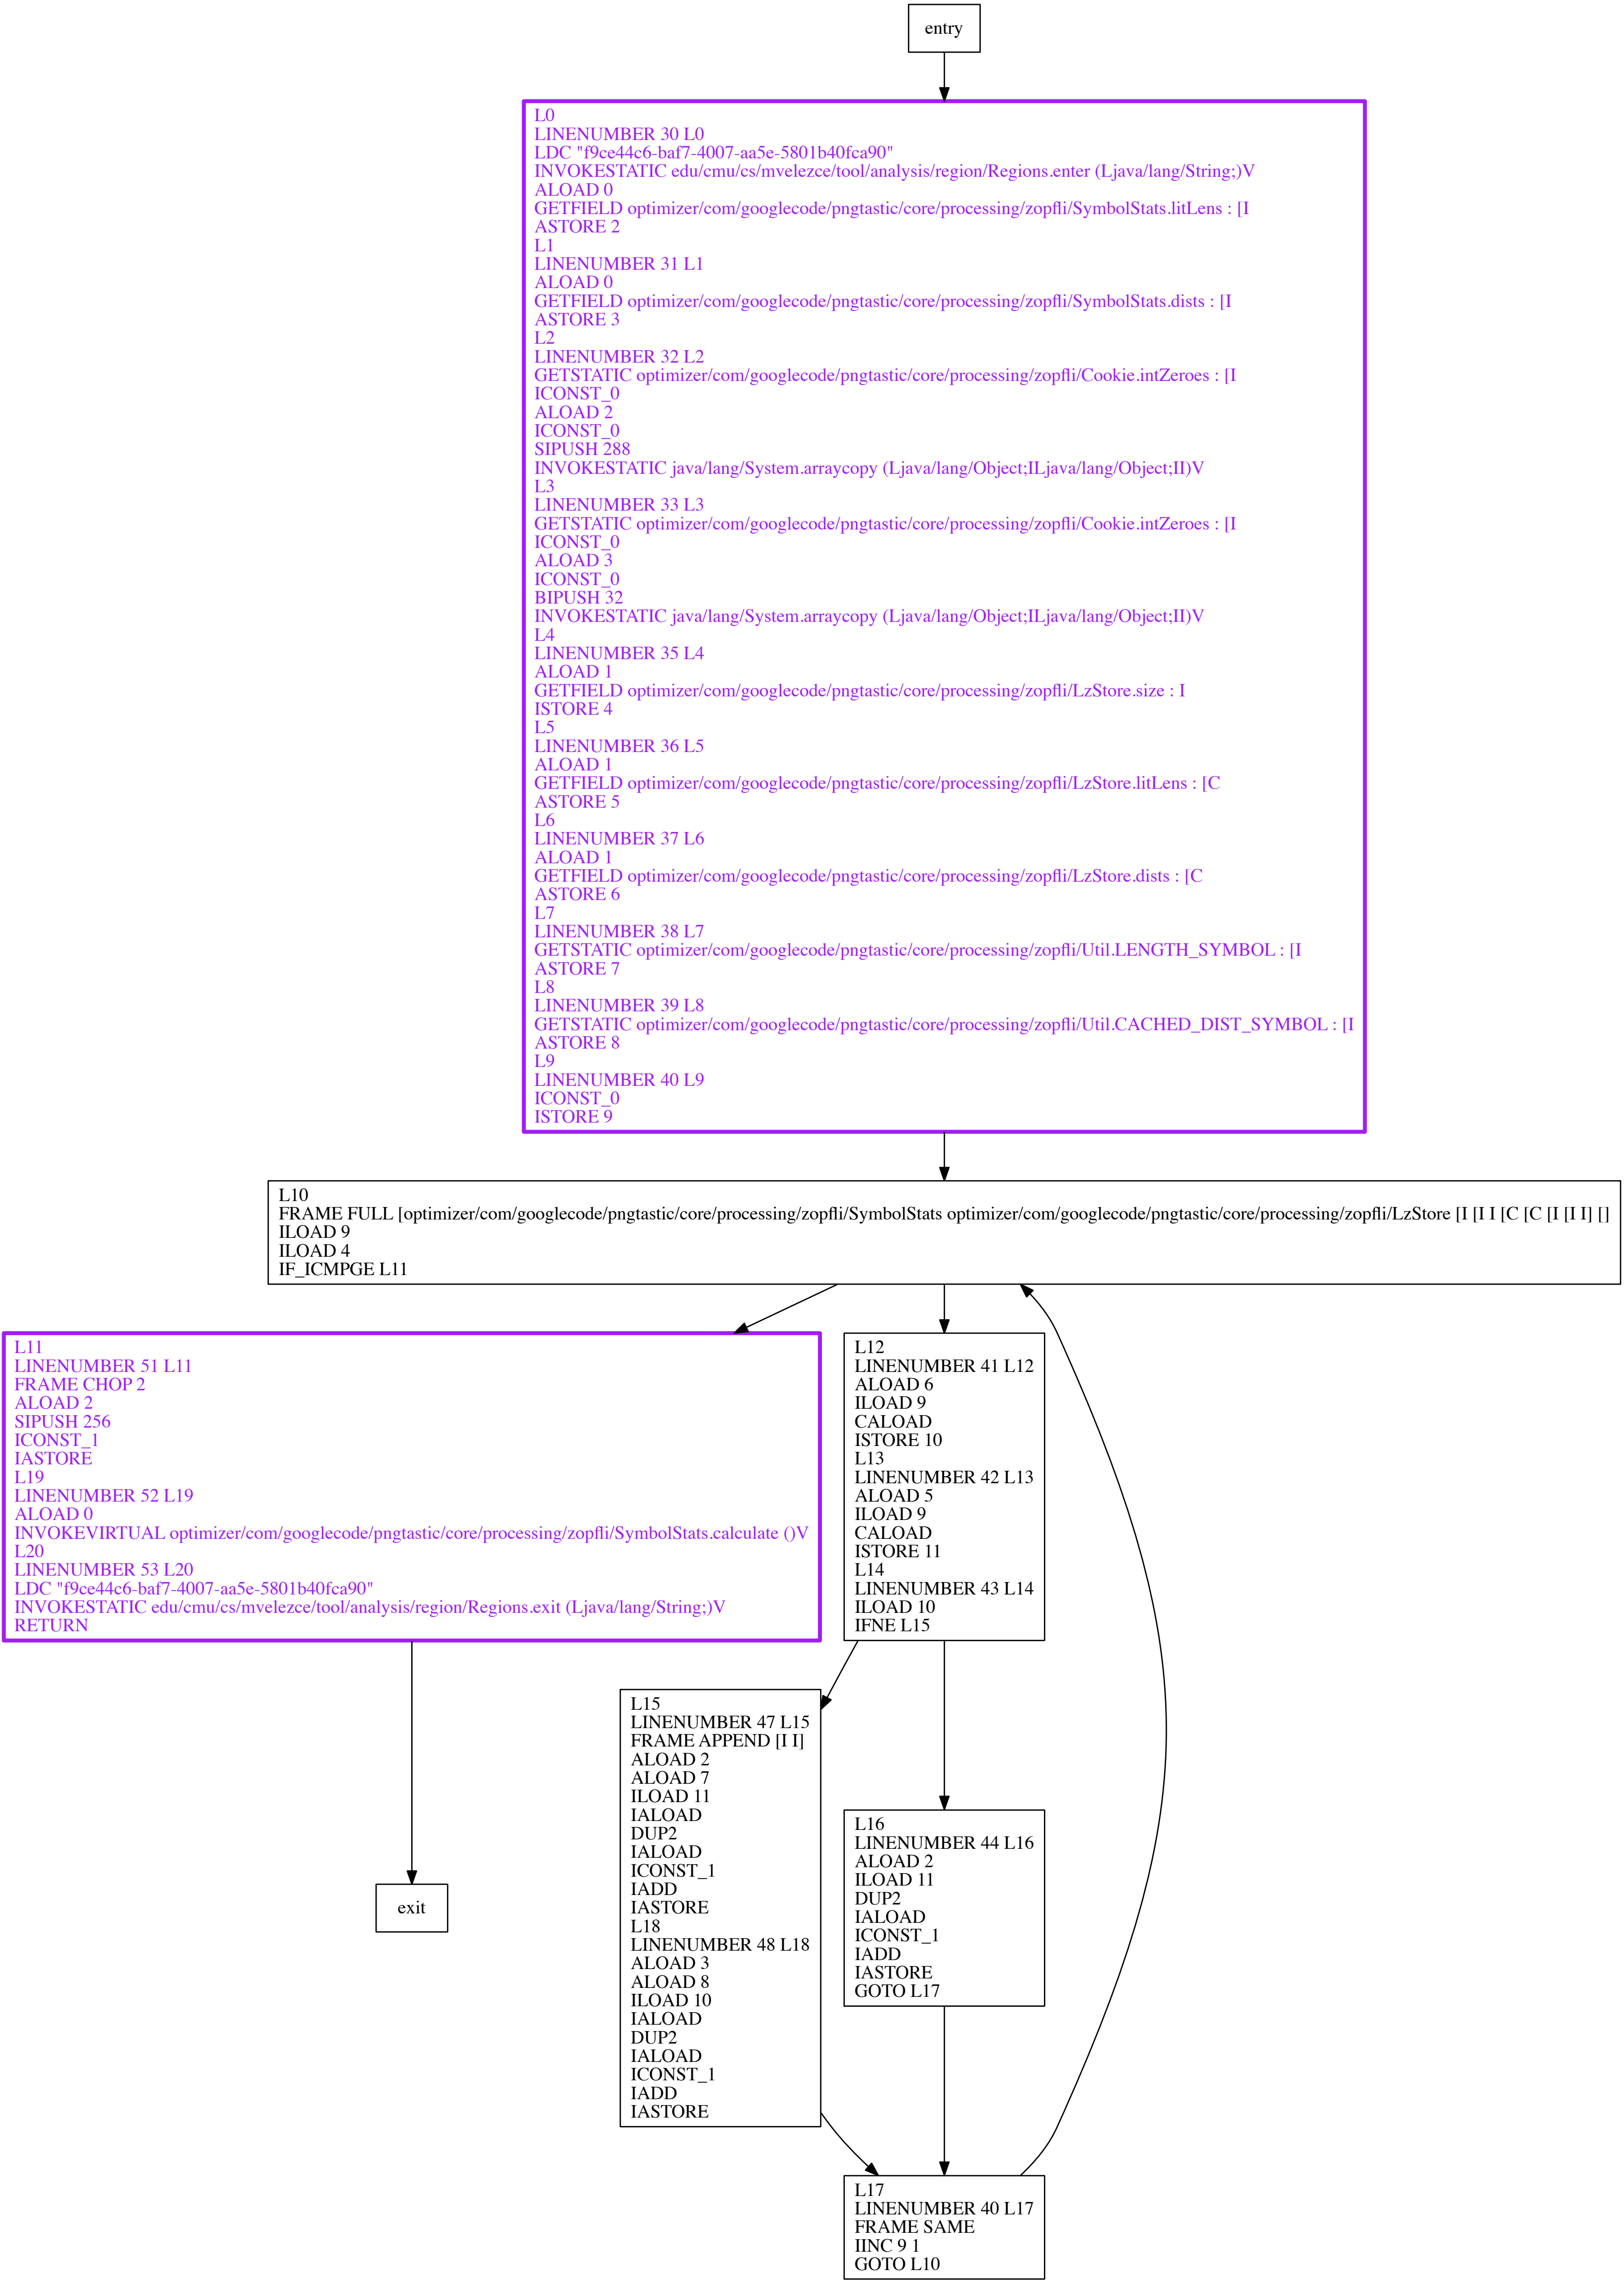 entry
L0
LINENUMBER 30 L0
LDC "f9ce44c6-baf7-4007-aa5e-5801b40fca90"
INVOKESTATIC edu/cmu/cs/mvelezce/tool/analysis/region/Regions.enter (Ljava/lang/String;)V
ALOAD 0
GETFIELD optimizer/com/googlecode/pngtastic/core/processing/zopfli/SymbolStats.litLens : [I
ASTORE 2
L1
LINENUMBER 31 L1
ALOAD 0
GETFIELD optimizer/com/googlecode/pngtastic/core/processing/zopfli/SymbolStats.dists : [I
ASTORE 3
L2
LINENUMBER 32 L2
GETSTATIC optimizer/com/googlecode/pngtastic/core/processing/zopfli/Cookie.intZeroes : [I
ICONST_0
ALOAD 2
ICONST_0
SIPUSH 288
INVOKESTATIC java/lang/System.arraycopy (Ljava/lang/Object;ILjava/lang/Object;II)V
L3
LINENUMBER 33 L3
GETSTATIC optimizer/com/googlecode/pngtastic/core/processing/zopfli/Cookie.intZeroes : [I
ICONST_0
ALOAD 3
ICONST_0
BIPUSH 32
INVOKESTATIC java/lang/System.arraycopy (Ljava/lang/Object;ILjava/lang/Object;II)V
L4
LINENUMBER 35 L4
ALOAD 1
GETFIELD optimizer/com/googlecode/pngtastic/core/processing/zopfli/LzStore.size : I
ISTORE 4
L5
LINENUMBER 36 L5
ALOAD 1
GETFIELD optimizer/com/googlecode/pngtastic/core/processing/zopfli/LzStore.litLens : [C
ASTORE 5
L6
LINENUMBER 37 L6
ALOAD 1
GETFIELD optimizer/com/googlecode/pngtastic/core/processing/zopfli/LzStore.dists : [C
ASTORE 6
L7
LINENUMBER 38 L7
GETSTATIC optimizer/com/googlecode/pngtastic/core/processing/zopfli/Util.LENGTH_SYMBOL : [I
ASTORE 7
L8
LINENUMBER 39 L8
GETSTATIC optimizer/com/googlecode/pngtastic/core/processing/zopfli/Util.CACHED_DIST_SYMBOL : [I
ASTORE 8
L9
LINENUMBER 40 L9
ICONST_0
ISTORE 9
L10
FRAME FULL [optimizer/com/googlecode/pngtastic/core/processing/zopfli/SymbolStats optimizer/com/googlecode/pngtastic/core/processing/zopfli/LzStore [I [I I [C [C [I [I I] []
ILOAD 9
ILOAD 4
IF_ICMPGE L11
L11
LINENUMBER 51 L11
FRAME CHOP 2
ALOAD 2
SIPUSH 256
ICONST_1
IASTORE
L19
LINENUMBER 52 L19
ALOAD 0
INVOKEVIRTUAL optimizer/com/googlecode/pngtastic/core/processing/zopfli/SymbolStats.calculate ()V
L20
LINENUMBER 53 L20
LDC "f9ce44c6-baf7-4007-aa5e-5801b40fca90"
INVOKESTATIC edu/cmu/cs/mvelezce/tool/analysis/region/Regions.exit (Ljava/lang/String;)V
RETURN
L12
LINENUMBER 41 L12
ALOAD 6
ILOAD 9
CALOAD
ISTORE 10
L13
LINENUMBER 42 L13
ALOAD 5
ILOAD 9
CALOAD
ISTORE 11
L14
LINENUMBER 43 L14
ILOAD 10
IFNE L15
L15
LINENUMBER 47 L15
FRAME APPEND [I I]
ALOAD 2
ALOAD 7
ILOAD 11
IALOAD
DUP2
IALOAD
ICONST_1
IADD
IASTORE
L18
LINENUMBER 48 L18
ALOAD 3
ALOAD 8
ILOAD 10
IALOAD
DUP2
IALOAD
ICONST_1
IADD
IASTORE
L16
LINENUMBER 44 L16
ALOAD 2
ILOAD 11
DUP2
IALOAD
ICONST_1
IADD
IASTORE
GOTO L17
exit
L17
LINENUMBER 40 L17
FRAME SAME
IINC 9 1
GOTO L10